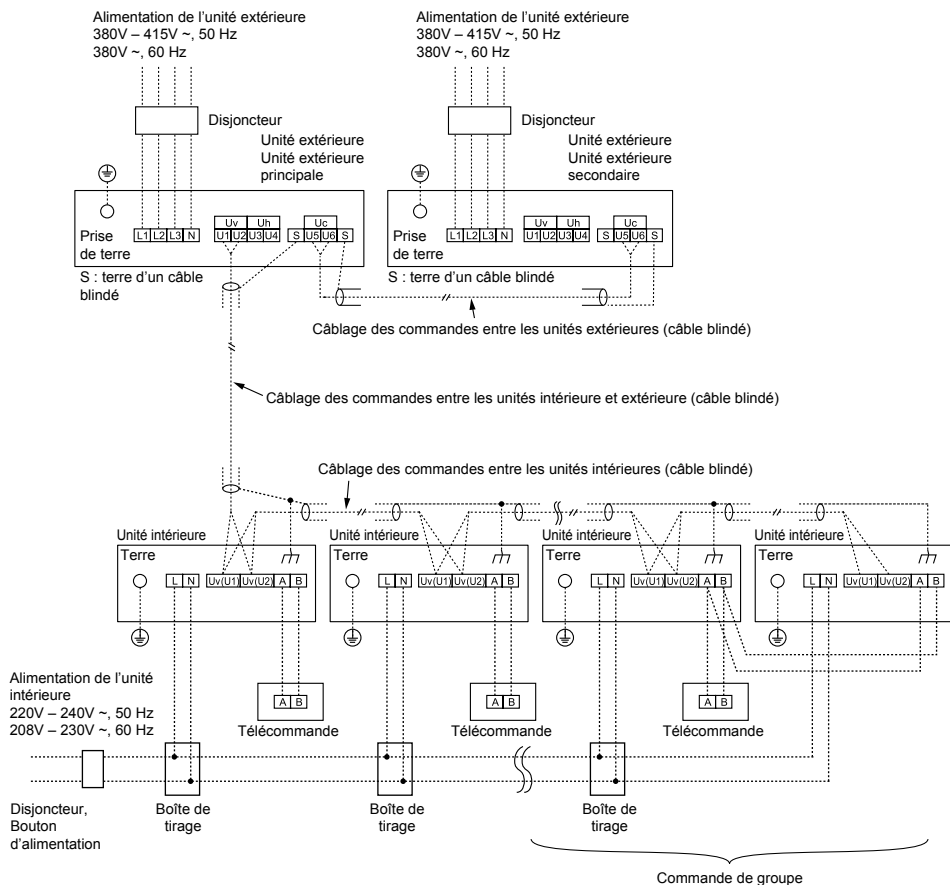 Alimentation de l'unité extérieure
380V – 415V ~, 50 Hz
380V ~, 60 Hz
Alimentation de l'unité extérieure
380V – 415V ~, 50 Hz
380V ~, 60 Hz
Disjoncteur
Disjoncteur
Unité extérieure
Unité extérieure
principale
Unité extérieure
Unité extérieure
secondaire
Prise
de terre
L1 L2 L3 N
Uv Uh
U1 U2 U3 U4
Uc
S U5 U6 S
Prise
de terre
L1 L2 L3 N
Uv Uh
U1 U2 U3 U4
Uc
S U5 U6 S
S : terre d'un câble
blindé
S : terre d'un câble blindé
Câblage des commandes entre les unités extérieures (câble blindé)
Câblage des commandes entre les unités intérieure et extérieure (câble blindé)
Câblage des commandes entre les unités intérieures (câble blindé)
Unité intérieure
Unité intérieure
Unité intérieure
Unité intérieure
Terre
Terre
Terre
Terre
L N Uv(U1) Uv(U2) A B
L N Uv(U1) Uv(U2) A B
L N Uv(U1) Uv(U2) A B
L N Uv(U1) Uv(U2) A B
Alimentation de l'unité
intérieure
220V – 240V ~, 50 Hz
208V – 230V ~, 60 Hz
A B
A B
A B
Télécommande
Télécommande
Télécommande
Disjoncteur,
Bouton
d'alimentation
Boîte de
tirage
Boîte de
tirage
Boîte de
tirage
Commande de groupe